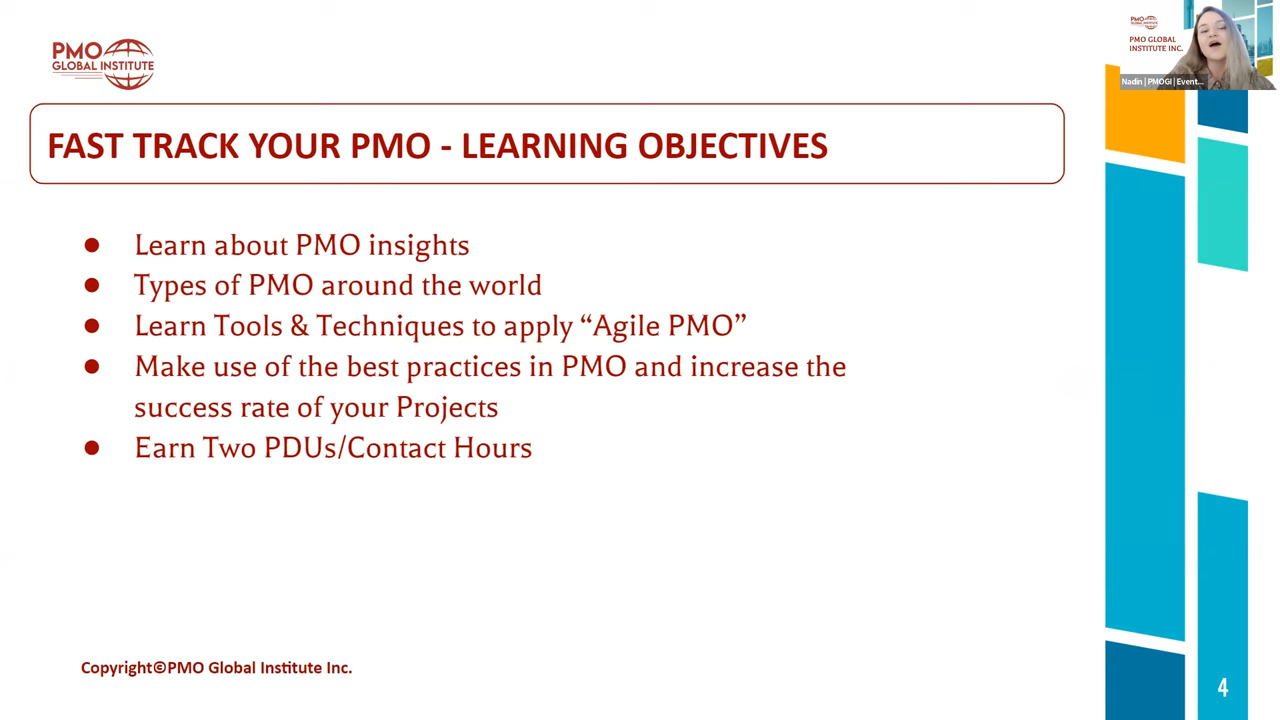 PMO
GLOBAL INSTITUTE
PMO
GLOBAL INSTITUTE
PMO GLOBAL
INSTITUTE INC.
Nadin | PMOGI | Event...
FAST TRACK YOUR PMO - LEARNING OBJECTIVES
● Learn about PMO insights
● Types of PMO around the world
● Learn Tools & Techniques to apply “Agile PMO”
● Make use of the best practices in PMO and increase the
success rate of your Projects
● Earn Two PDUs/Contact Hours
Copyright©PMO Global Institute Inc.
4